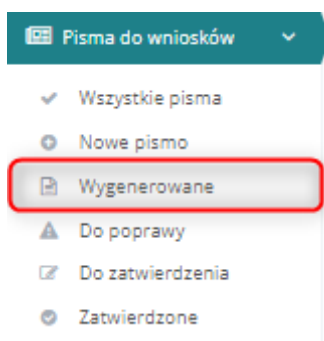 Pisma do wniosków
Wszystkie pisma
Nowe pismo
Wygenerowane
Do poprawy
Do zatwierdzenia
Zatwierdzone